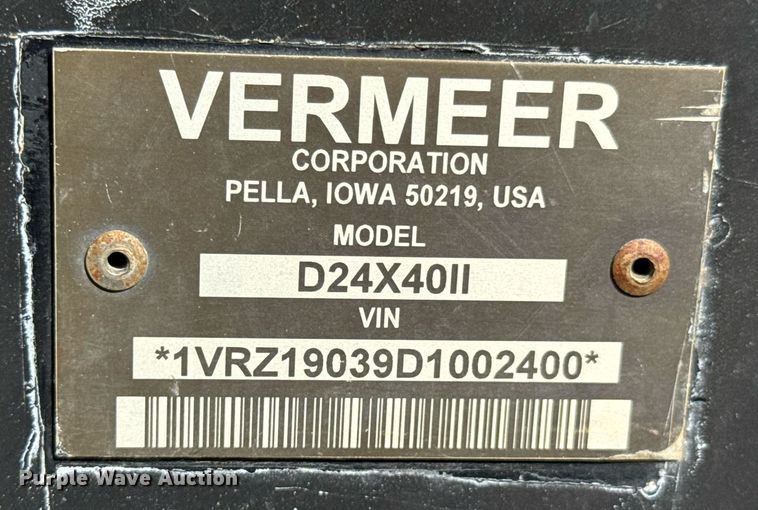 VERMEER
CORPORATION
PELLA, IOWA 50219, USA
MODEL
D24X40II
VIN
*1VRZ19039D1002400*
Purple Wave Auction